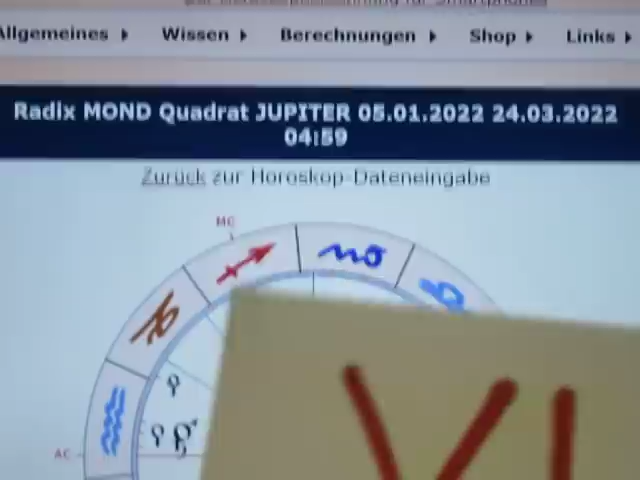 Allgemeines Wissen Berechnungen Shop Links
Radix MOND Quadrat JUPITER 05.01.2022 24.03.2022
04:59
Zurück zur Horoskop-Dateneingabe
MC
AC